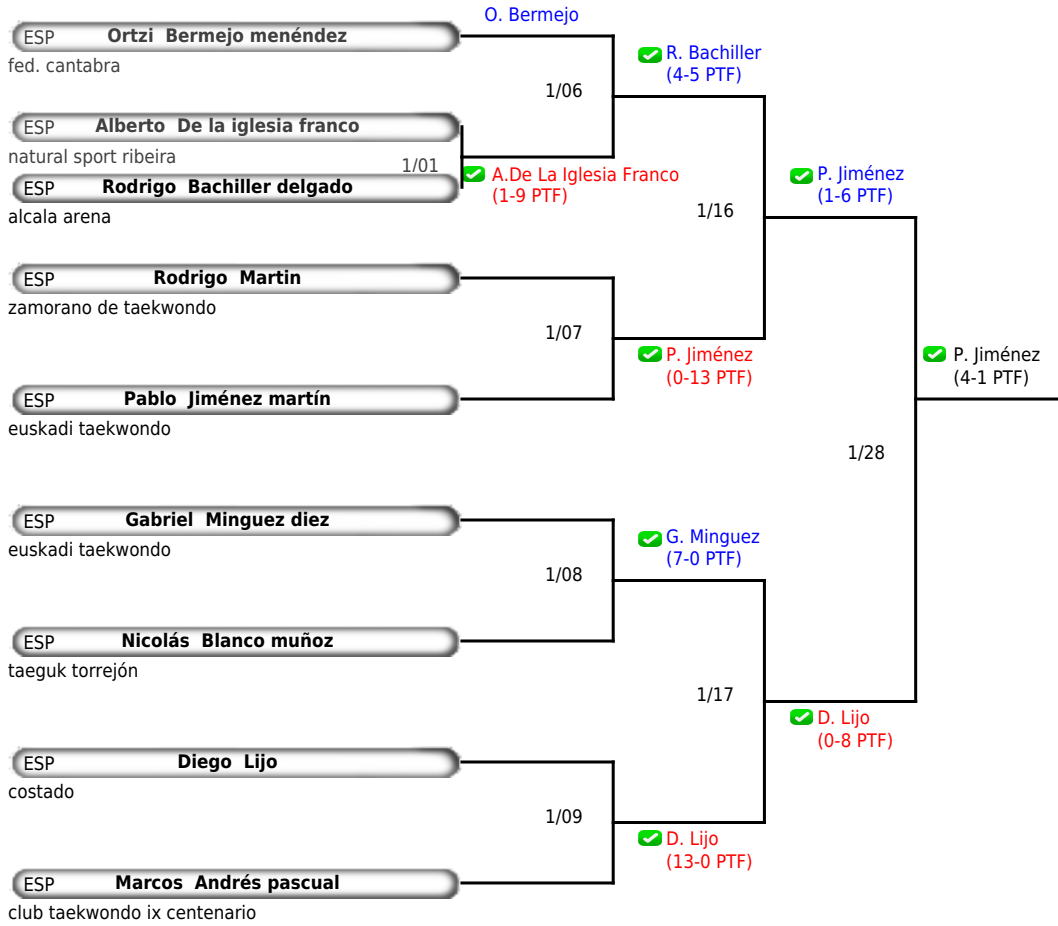 O. Bermejo
ESP Ortzi Bermejo menéndez
fed. cantabra
R. Bachiller
(4-5 PTF)
1/06
ESP Alberto De la iglesia franco
natural sport ribeira
1/01
A.De La Iglesia Franco
(1-9 PTF)
ESP Rodrigo Bachiller delgado
alcala arena
P. Jiménez
(1-6 PTF)
1/16
ESP Rodrigo Martin
zamorano de taekwondo
1/07
P. Jiménez
(0-13 PTF)
P. Jiménez
(4-1 PTF)
ESP Pablo Jiménez martín
euskadi taekwondo
1/28
ESP Gabriel Minguez diez
euskadi taekwondo
G. Minguez
(7-0 PTF)
1/08
ESP Nicolás Blanco muñoz
taeguk torrejón
1/17
D. Lijo
(0-8 PTF)
ESP Diego Lijo
costado
1/09
D. Lijo
(13-0 PTF)
ESP Marcos Andrés pascual
club taekwondo ix centenario